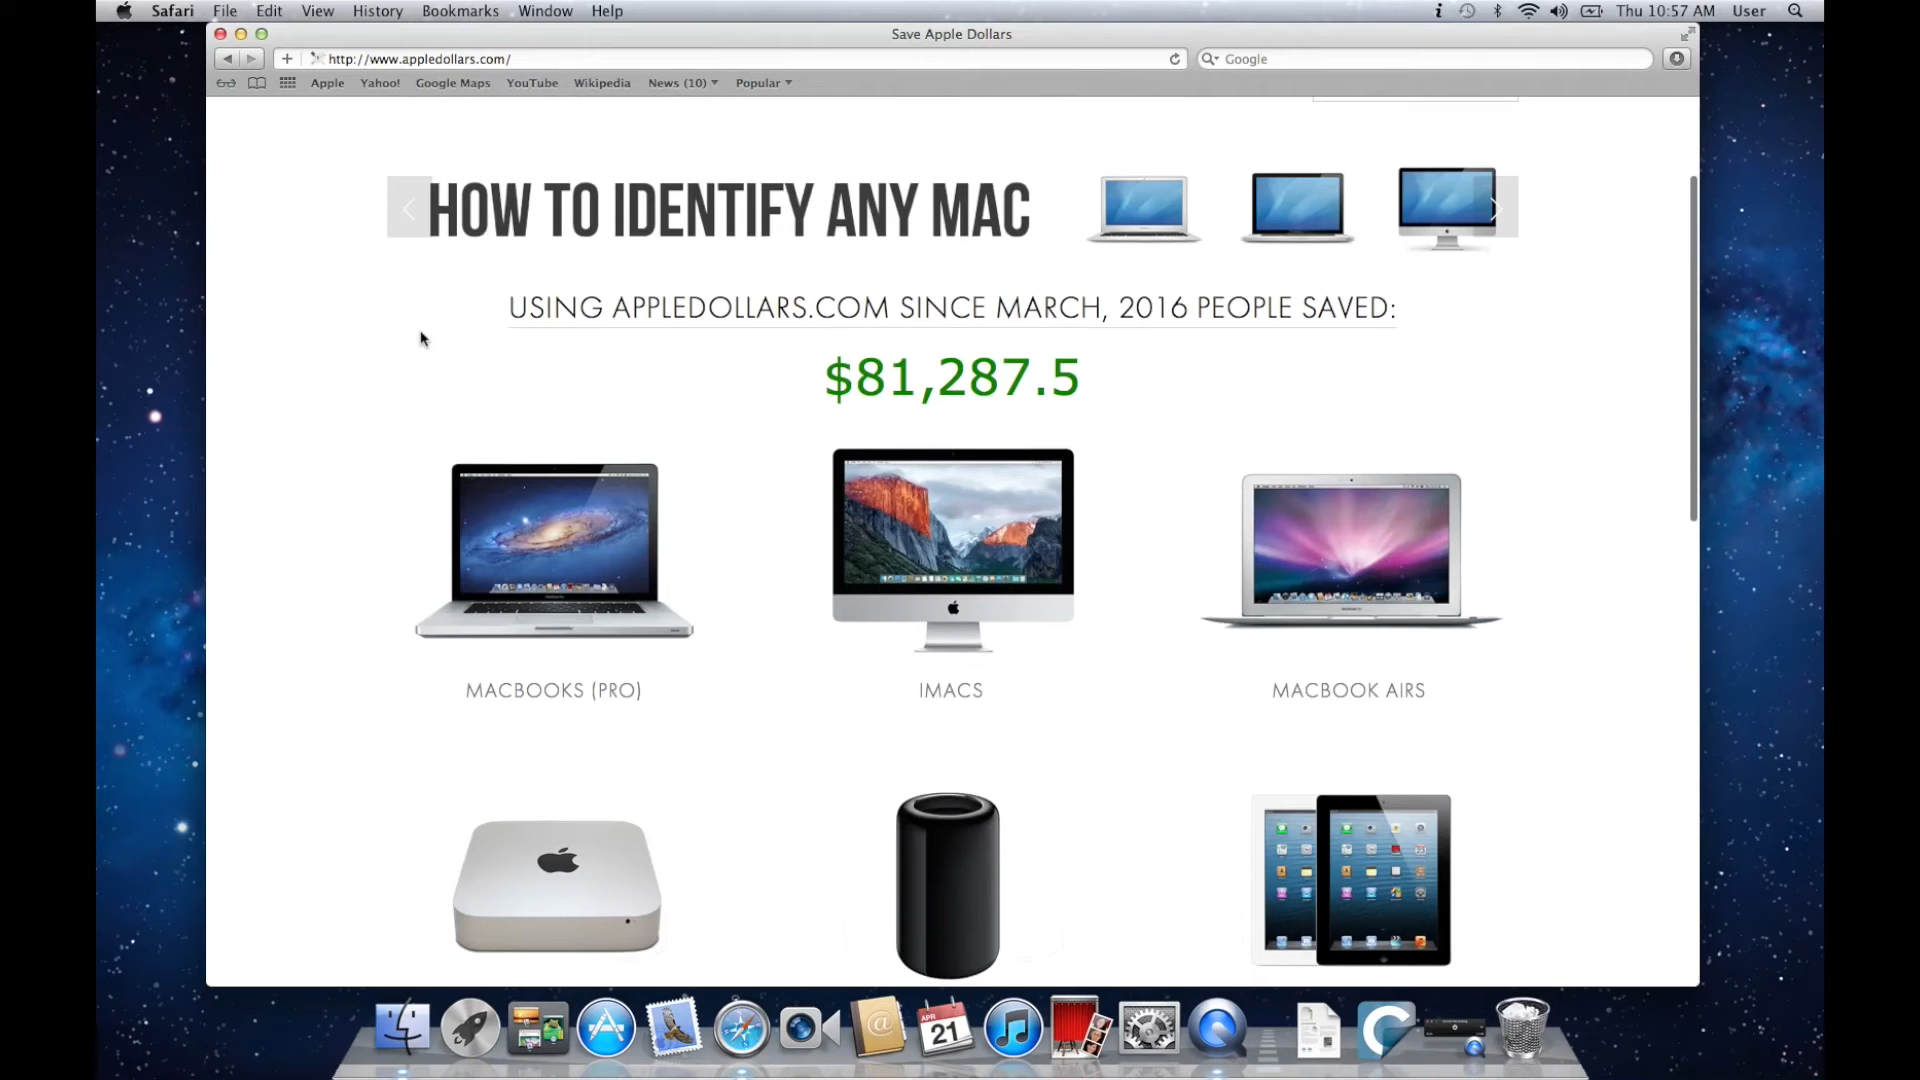 Safari File Edit View History Bookmarks Window Help Thu 10:57 AM User
Save Apple Dollars
http://www.appledollars.com/ Google
Apple Yahoo! Google Maps YouTube Wikipedia News (10) Popular
HOW TO IDENTIFY ANY MAC
USING APPLEDOLLARS.COM SINCE MARCH, 2016 PEOPLE SAVED:
$81,287.5
MACBOOKS (PRO) IMACS MACBOOK AIRS
APR
21